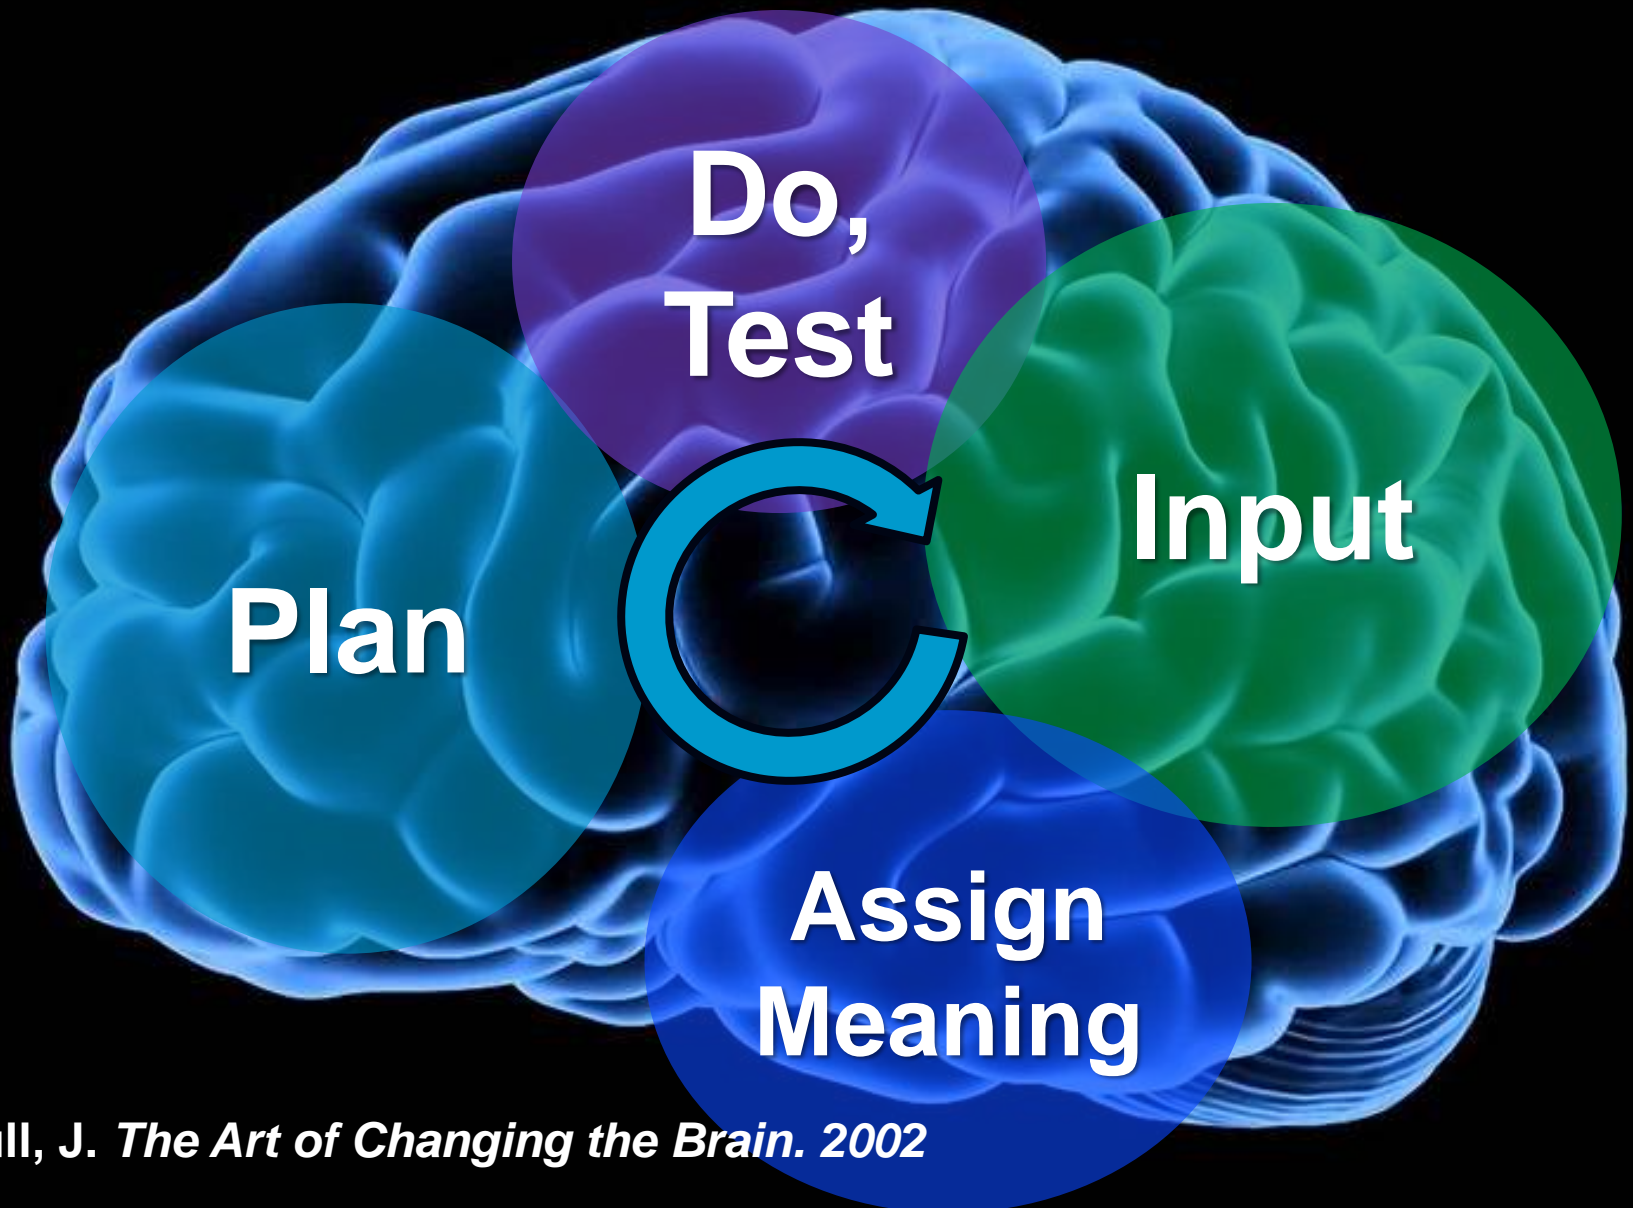 Do,
Test
Input
Plan
Assign
Meaning
ll, J. The Art of Changing the Brain. 2002